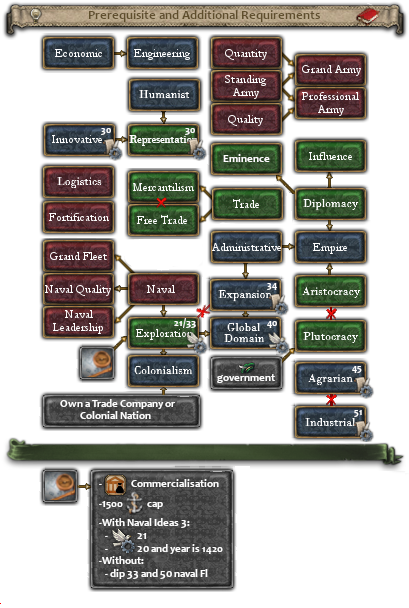 Prerequisite and Additional Requirements
Economic
Engineering
Quantity
Standing
Army
Quality
Grand Army
Professional
Army
Humanist
Innovative
30
Representation
30
Eminence
Influence
Logistics
Fortification
Mercantilism
Free Trade
Trade
Diplomacy
Administrative
Empire
Grand Fleet
Naval Quality
Naval
Leadership
Naval
Expansion
34
Aristocracy
Exploration
21/33
Global
Domain
40
Plutocracy
Colonialism
government
Agrarian
45
Own a Trade Company or
Colonial Nation
Industrial
51
- Commercialisation
-1500 cap
-With Naval Ideas 3:
- 21
- 20 and year is 1420
-Without:
- dip 33 and 50 naval Fl